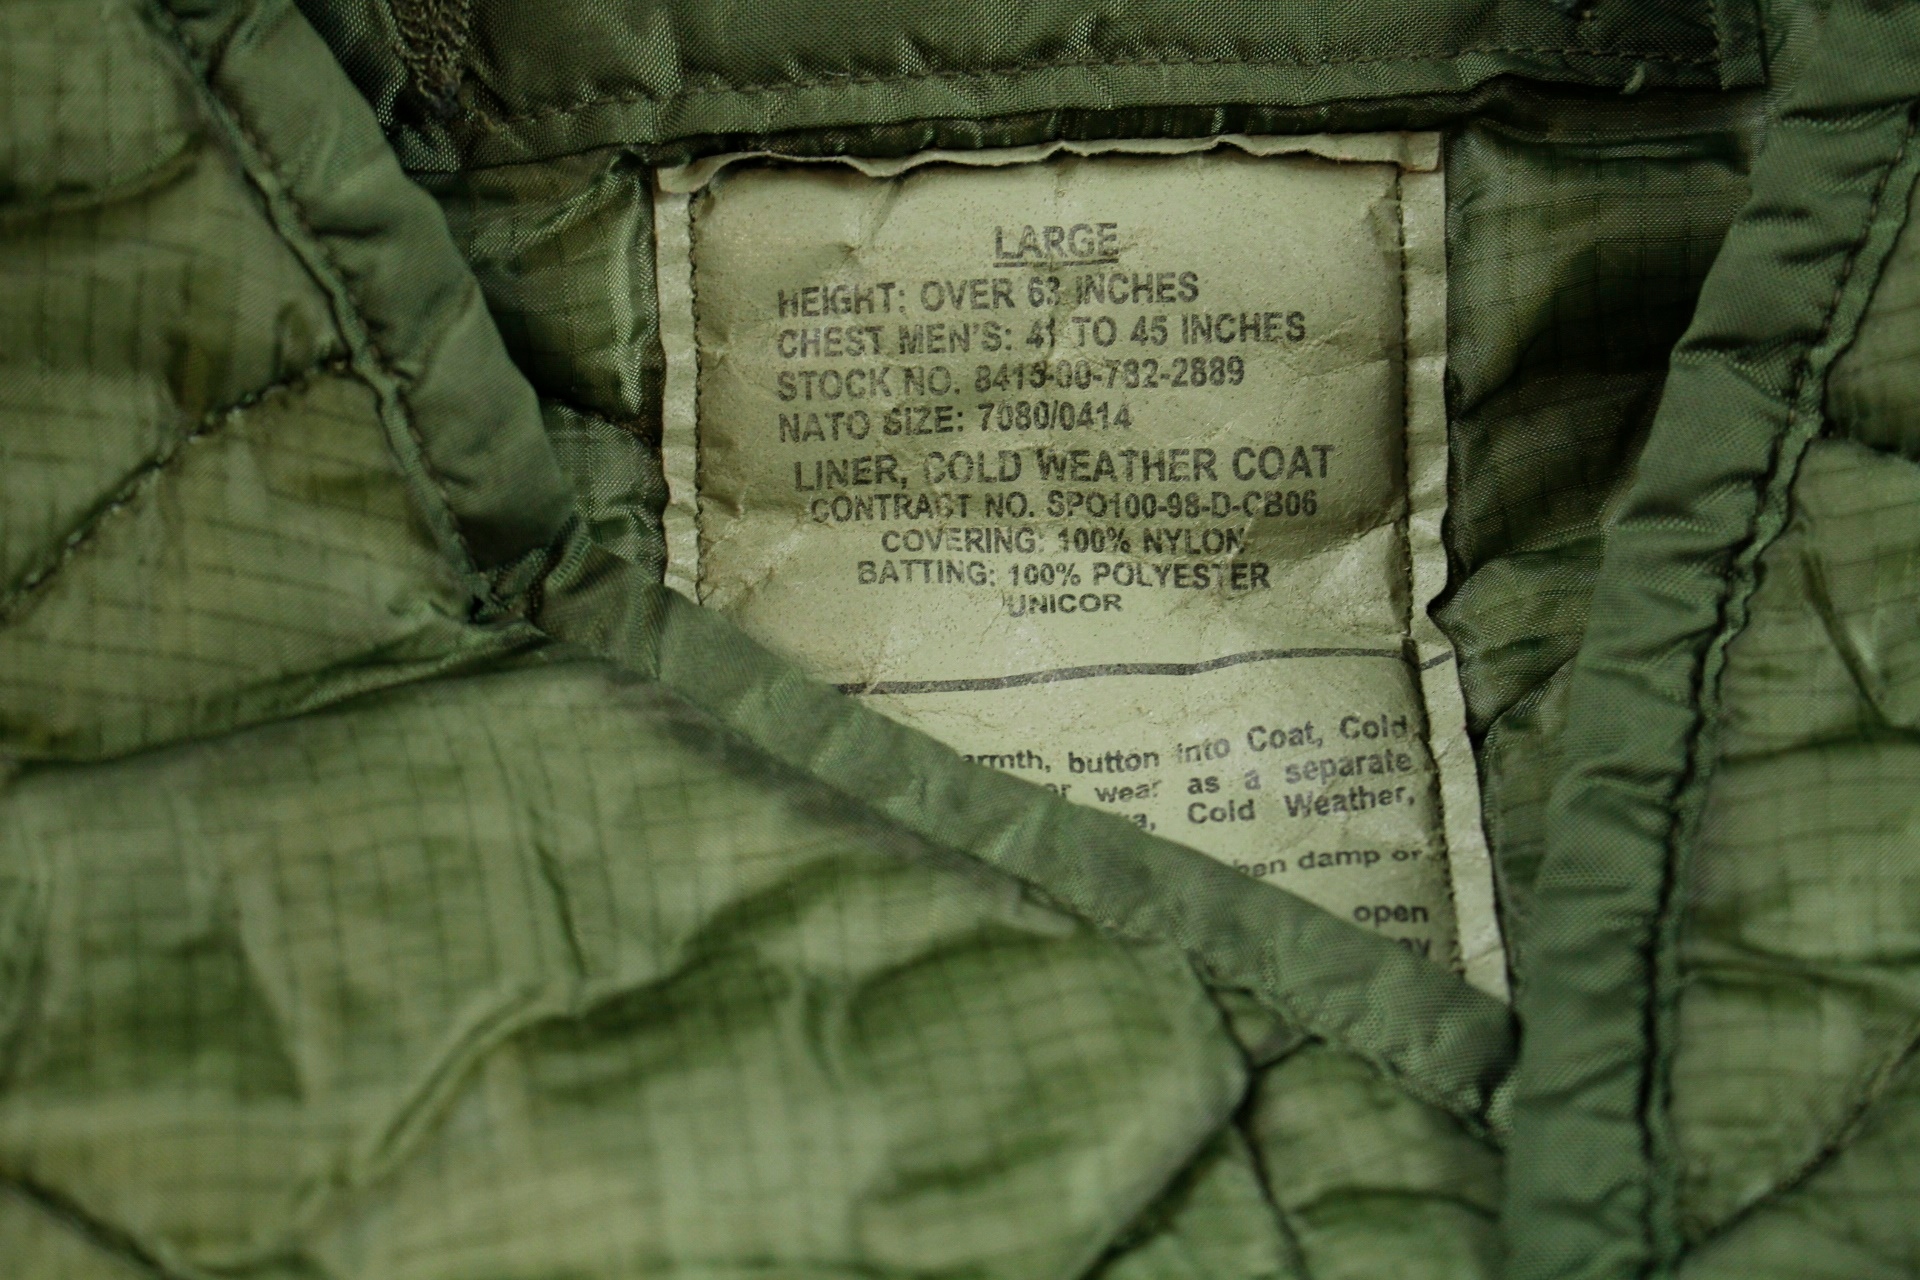 LARGE
HEIGHT: OVER 63 INCHES
CHEST MEN'S: 41 TO 45 INCHES
STOCK NO. 8415-00-782-2889
NATO SIZE: 7080/0414
LINER, COLD WEATHER COAT
CONTRACT NO. SPO100-98-D-CB06
COVERING: 100% NYLON
BATTING: 100% POLYESTER
UNICOR
armth, button into Coat, Cold
or wear as a separate
a, Cold Weather,
hen damp or
open